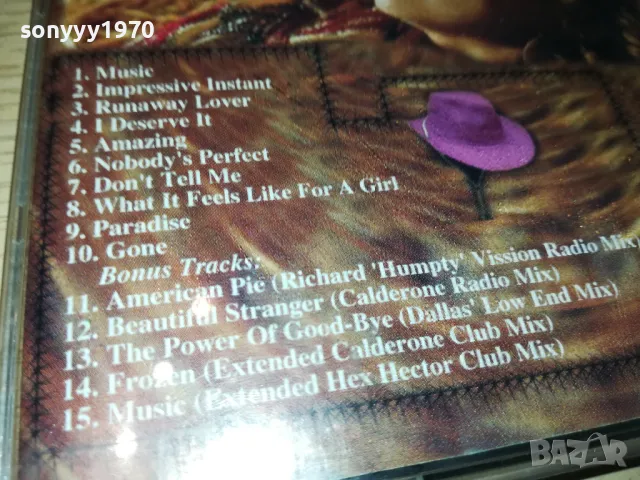 sonyyy1970
1. Music
2. Impressive Instant
3. Runaway Lover
4. I Deserve It
5. Amazing
6. Nobody's Perfect
7. Don't Tell Me
8. What It Feels Like For A Girl
9. Paradise
10. Gone
Bonus Tracks:
11. American Pie (Richard 'Humpty' Vission Radio Mix)
12. Beautiful Stranger (Calderone Radio Mix)
13. The Power Of Good-Bye (Dallas' Low End Mix)
14. Frozen (Extended Calderone Club Mix)
15. Music (Extended Hex Hector Club Mix)
BAZAR